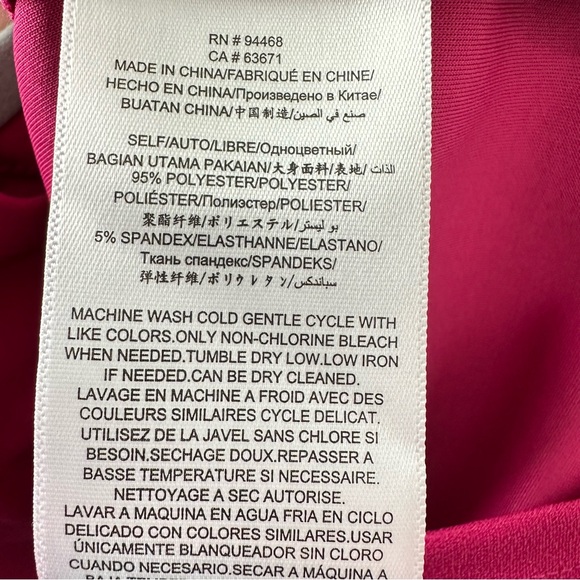 RN # 94468
CA # 63671
MADE IN CHINA/FABRIQUÉ EN CHINE/
HECHO EN CHINA/Произведено в Китае/
BUATAN CHINA/中国制造/صنع في الصين
SELF/AUTO/LIBRE/Одноцветный/
BAGIAN UTAMA PAKAIAN/大身面料/表地/الذات
95% POLYESTER/POLYESTER/
POLIÉSTER/Полиэстер/POLIESTER/
聚酯纤维/ポリエステル/بوليستر
5% SPANDEX/ELASTHANNE/ELASTANO/
Ткань спандекс/SPANDEKS/
弹性纤维/ポリウレタン/سباندكس
MACHINE WASH COLD GENTLE CYCLE WITH
LIKE COLORS.ONLY NON-CHLORINE BLEACH
WHEN NEEDED.TUMBLE DRY LOW.LOW IRON
IF NEEDED.CAN BE DRY CLEANED.
LAVAGE EN MACHINE A FROID AVEC DES
COULEURS SIMILAIRES CYCLE DELICAT.
UTILISEZ DE LA JAVEL SANS CHLORE SI
BESOIN.SECHAGE DOUX.REPASSER A
BASSE TEMPERATURE SI NECESSAIRE.
NETTOYAGE A SEC AUTORISE.
LAVAR A MAQUINA EN AGUA FRIA EN CICLO
DELICADO CON COLORES SIMILARES.USAR
ÚNICAMENTE BLANQUEADOR SIN CLORO
CUANDO NECESARIO.SECAR A MÁQUINA A